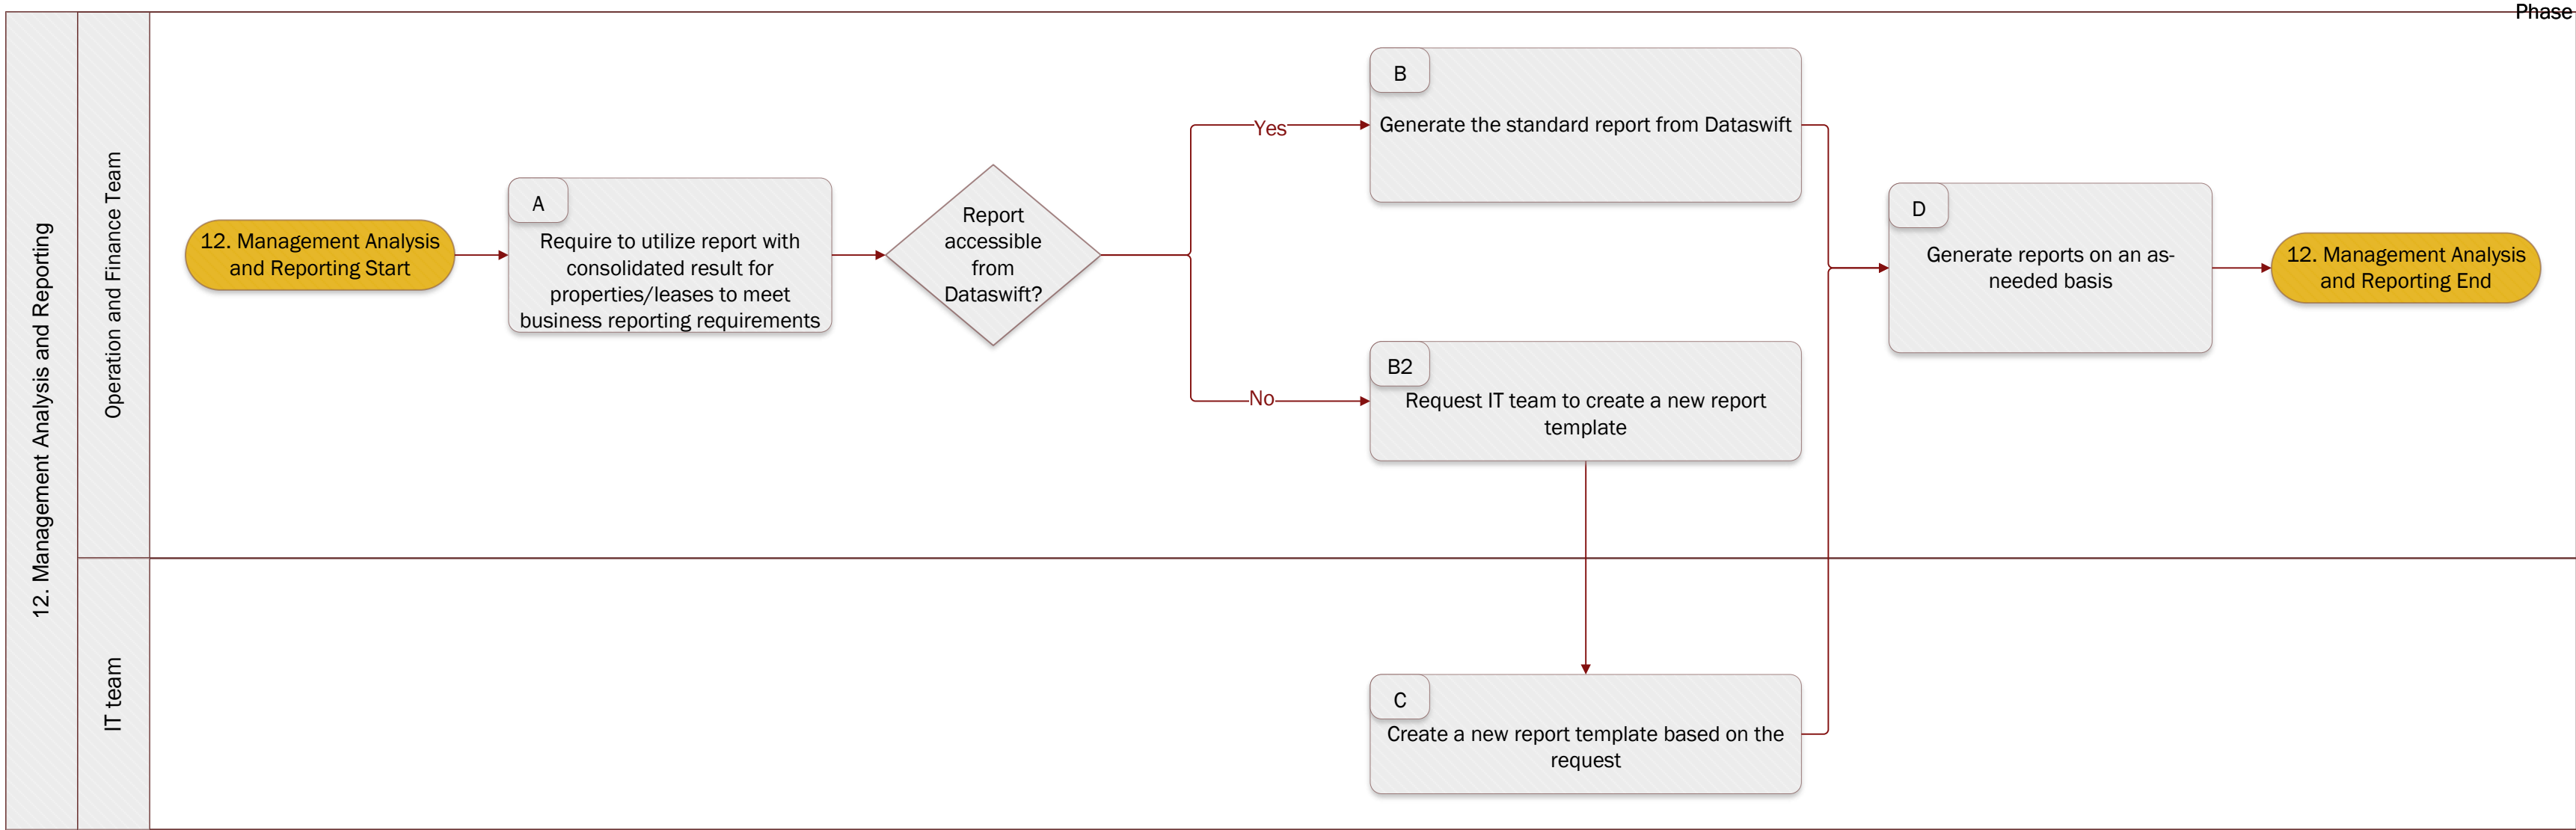 Phase
12. Management Analysis and Reporting
Operation and Finance Team
12. Management Analysis
and Reporting Start
A
Require to utilize report with
consolidated result for
properties/leases to meet
business reporting requirements
Report
accessible
from
Dataswift?
Yes
B
Generate the standard report from Dataswift
No
B2
Request IT team to create a new report
template
D
Generate reports on an as-
needed basis
12. Management Analysis
and Reporting End
IT team
C
Create a new report template based on the
request